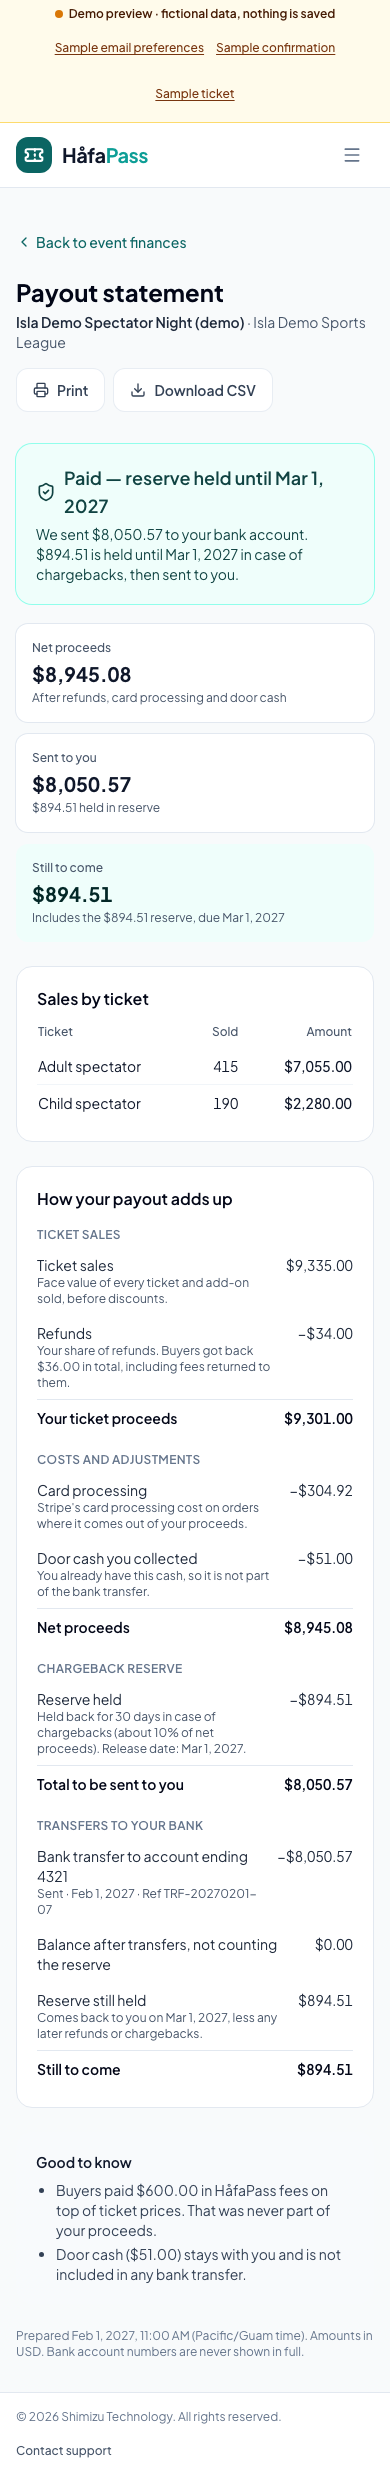 Demo preview · fictional data, nothing is saved
Sample email preferences Sample confirmation
Sample ticket
HåfaPass
Back to event finances
Payout statement
Isla Demo Spectator Night (demo) · Isla Demo Sports
League
Print Download CSV
Paid — reserve held until Mar 1,
2027
We sent $8,050.57 to your bank account.
$894.51 is held until Mar 1, 2027 in case of
chargebacks, then sent to you.
Net proceeds
$8,945.08
After refunds, card processing and door cash
Sent to you
$8,050.57
$894.51 held in reserve
Still to come
$894.51
Includes the $894.51 reserve, due Mar 1, 2027
Sales by ticket
Ticket Sold Amount
Adult spectator 415 $7,055.00
Child spectator 190 $2,280.00
How your payout adds up
TICKET SALES
Ticket sales $9,335.00
Face value of every ticket and add-on
sold, before discounts.
Refunds −$34.00
Your share of refunds. Buyers got back
$36.00 in total, including fees returned to
them.
Your ticket proceeds $9,301.00
COSTS AND ADJUSTMENTS
Card processing −$304.92
Stripe's card processing cost on orders
where it comes out of your proceeds.
Door cash you collected −$51.00
You already have this cash, so it is not part
of the bank transfer.
Net proceeds $8,945.08
CHARGEBACK RESERVE
Reserve held −$894.51
Held back for 30 days in case of
chargebacks (about 10% of net
proceeds). Release date: Mar 1, 2027.
Total to be sent to you $8,050.57
TRANSFERS TO YOUR BANK
Bank transfer to account ending −$8,050.57
4321
Sent · Feb 1, 2027 · Ref TRF-20270201-
07
Balance after transfers, not counting $0.00
the reserve
Reserve still held $894.51
Comes back to you on Mar 1, 2027, less any
later refunds or chargebacks.
Still to come $894.51
Good to know
• Buyers paid $600.00 in HåfaPass fees on
top of ticket prices. That was never part of
your proceeds.
• Door cash ($51.00) stays with you and is not
included in any bank transfer.
Prepared Feb 1, 2027, 11:00 AM (Pacific/Guam time). Amounts in
USD. Bank account numbers are never shown in full.
© 2026 Shimizu Technology. All rights reserved.
Contact support